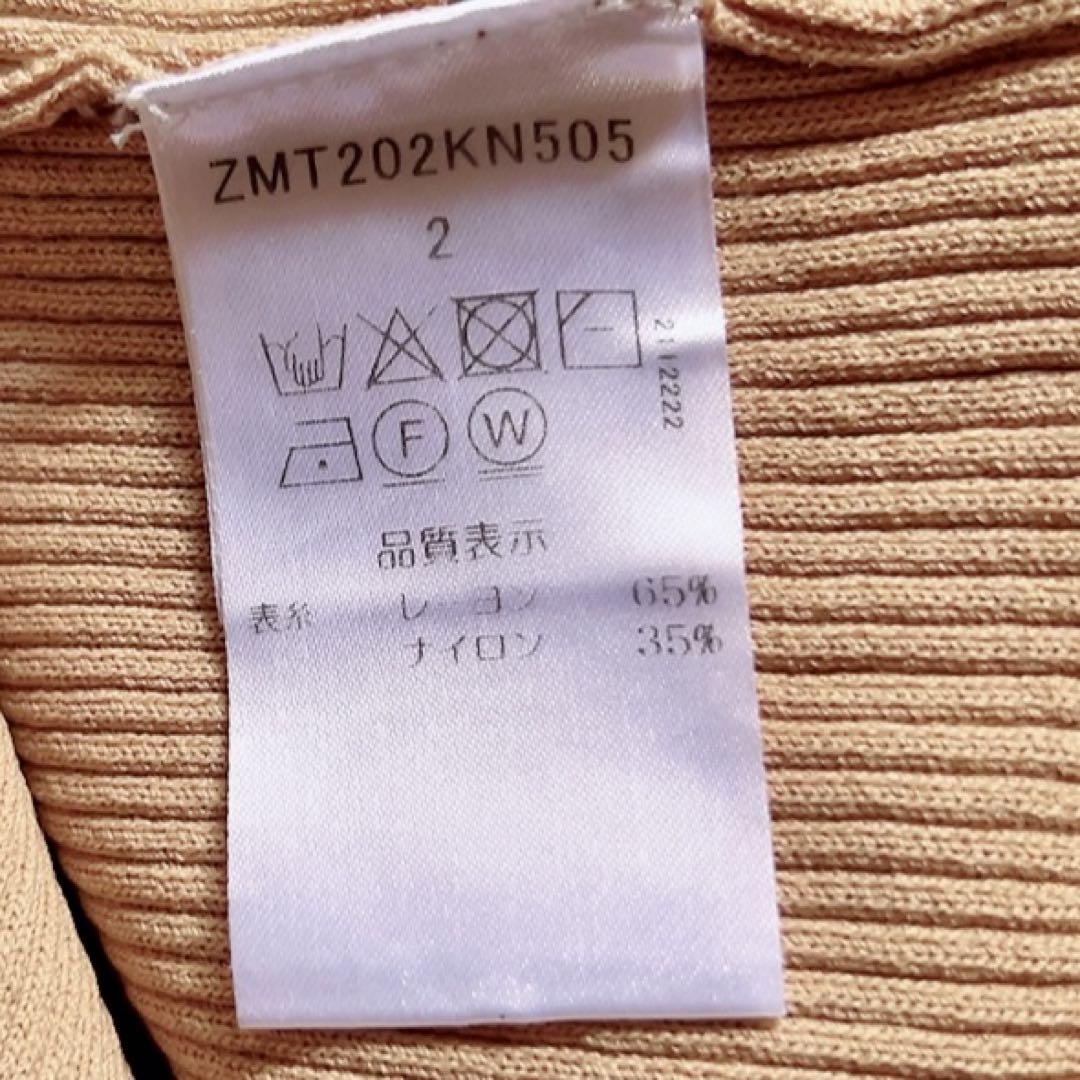 ZMT202KN505
2
F W
品質表示
表糸 レーヨン 65%
ナイロン 35%